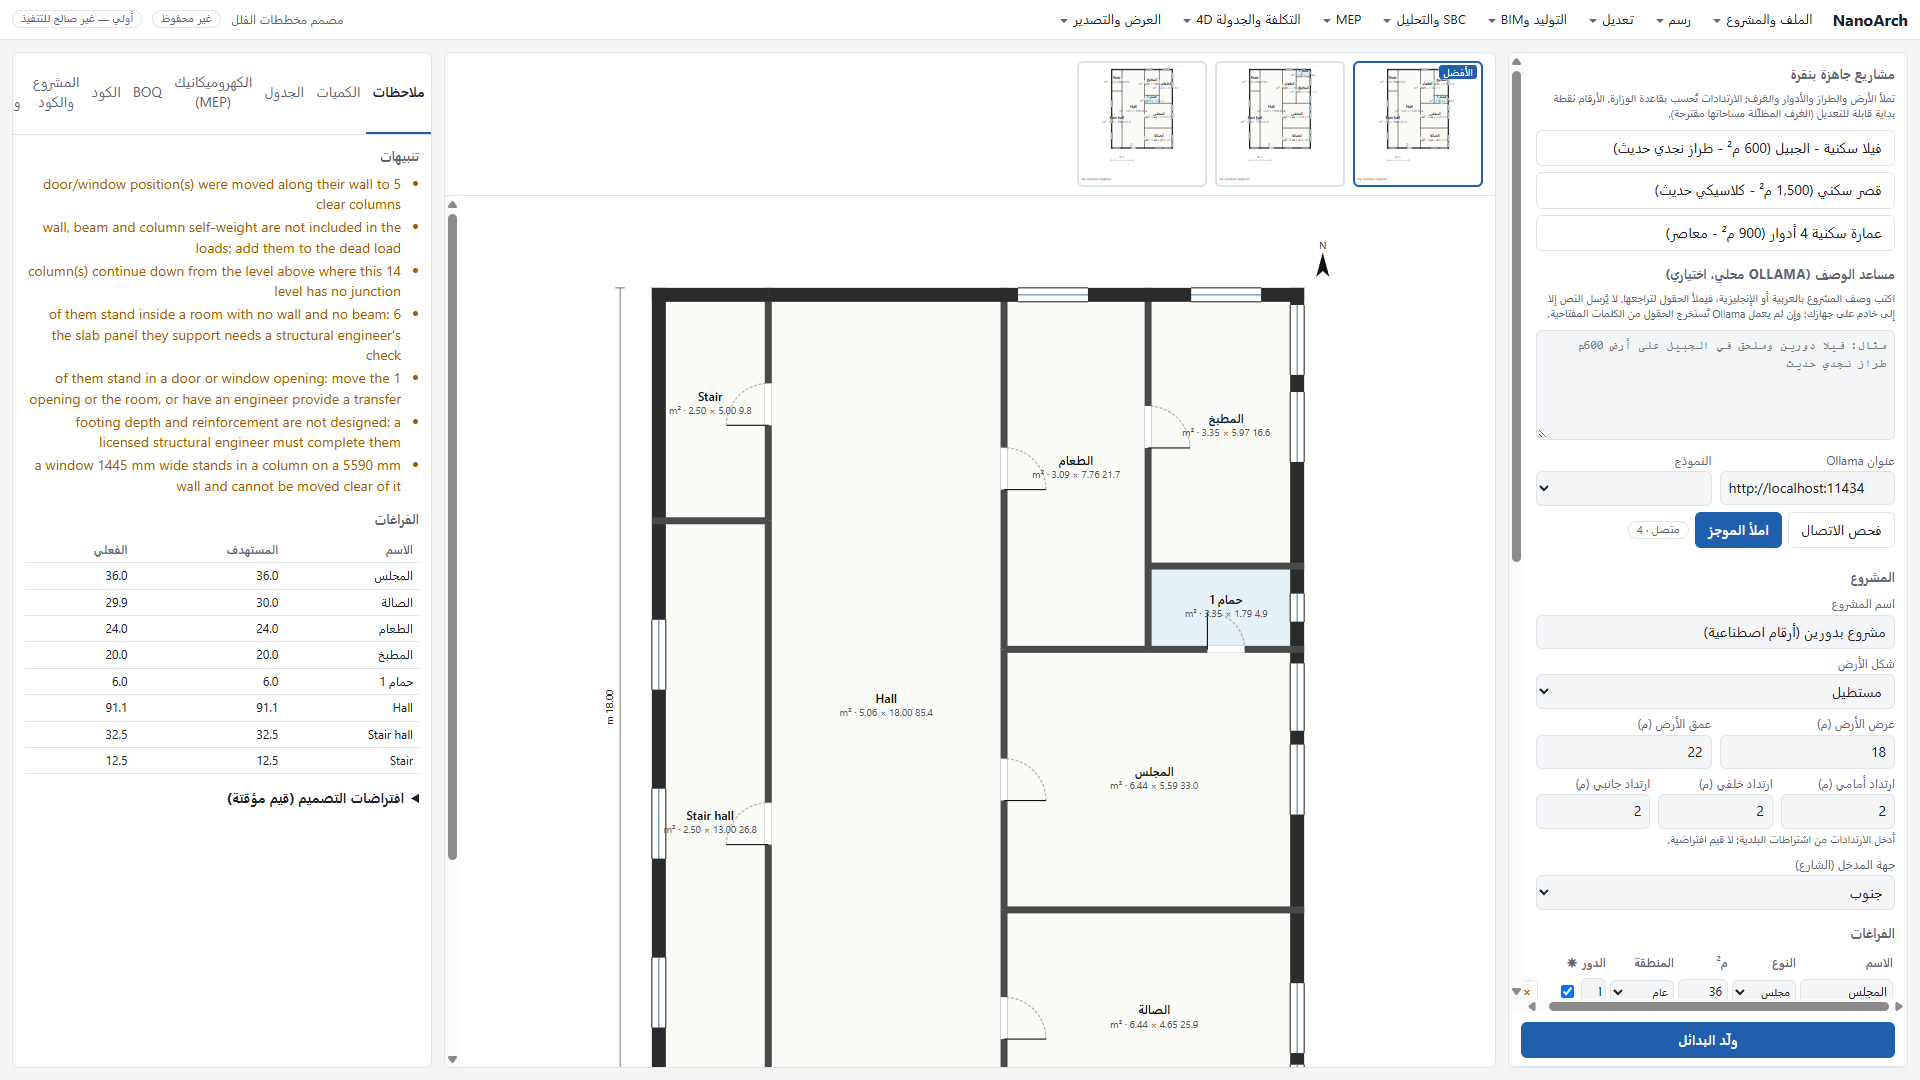 NanoArch
الملف والمشروع
رسم
تعديل
التوليد وBIM
SBC والتحليل
MEP
التكلفة والجدولة 4D
العرض والتصدير
مصمم مخططات الفلل
غير محفوظ
أولي — غير صالح للتنفيذ
مشاريع جاهزة بنقرة
تملأ الأرض والطراز والأدوار والغرف؛ الارتدادات تُحسب بقاعدة الوزارة. الأرقام نقطة
بداية قابلة للتعديل (الغرف المظلّلة مساحاتها مقترحة).
فيلا سكنية - الجبيل (600 م² - طراز نجدي حديث)
قصر سكني (1,500 م² - كلاسيكي حديث)
عمارة سكنية 4 أدوار (900 م² - معاصر)
مساعد الوصف (OLLAMA محلي، اختياري)
اكتب وصف المشروع بالعربية أو الإنجليزية، فيملأ الحقول لتراجعها. لا يُرسل النص إلا
إلى خادم على جهازك؛ وإن لم يعمل Ollama تُستخرج الحقول من الكلمات المفتاحية.
مثال: فيلا دورين وملحق في الجبيل على أرض 600م
طراز نجدي حديث
عنوان Ollama
النموذج
http://localhost:11434
فحص الاتصال
املأ الموجز
متصل · 4
المشروع
اسم المشروع
مشروع بدورين (أرقام اصطناعية)
شكل الأرض
مستطيل
عرض الأرض (م)
عمق الأرض (م)
18
22
ارتداد أمامي (م)
ارتداد خلفي (م)
ارتداد جانبي (م)
2
2
2
أدخل الارتدادات من اشتراطات البلدية؛ لا قيم افتراضية.
جهة المدخل (الشارع)
جنوب
الفراغات
الاسم
النوع
م²
المنطقة
الدور
✷
المجلس
مجلس
36
عام
1
×
ولّد البدائل
الأفضل
N
18.00 m
Stair
m² · 2.50 × 5.00 9.8
Hall
m² · 5.06 × 18.00 85.4
الطعام
m² · 3.09 × 7.76 21.7
المطبخ
m² · 3.35 × 5.97 16.6
حمام 1
m² · 3.35 × 1.79 4.9
المجلس
m² · 6.44 × 5.59 33.0
Stair hall
m² · 2.50 × 13.00 26.8
الصالة
m² · 6.44 × 4.65 25.9
ملاحظات
الكميات
الجدول
الكهروميكانيك
(MEP)
BOQ
الكود
المشروع
والكود
و
تنبيهات
door/window position(s) were moved along their wall to 5
clear columns
wall, beam and column self-weight are not included in the
loads; add them to the dead load
column(s) continue down from the level above where this 14
level has no junction
of them stand inside a room with no wall and no beam: 6
the slab panel they support needs a structural engineer's
check
of them stand in a door or window opening: move the 1
opening or the room, or have an engineer provide a transfer
footing depth and reinforcement are not designed: a
licensed structural engineer must complete them
a window 1445 mm wide stands in a column on a 5590 mm
wall and cannot be moved clear of it
الفراغات
الاسم المستهدف الفعلي
المجلس 36.0 36.0
الصالة 30.0 29.9
الطعام 24.0 24.0
المطبخ 20.0 20.0
حمام 1 6.0 6.0
Hall 91.1 91.1
Stair hall 32.5 32.5
Stair 12.5 12.5
افتراضات التصميم (قيم مؤقتة)